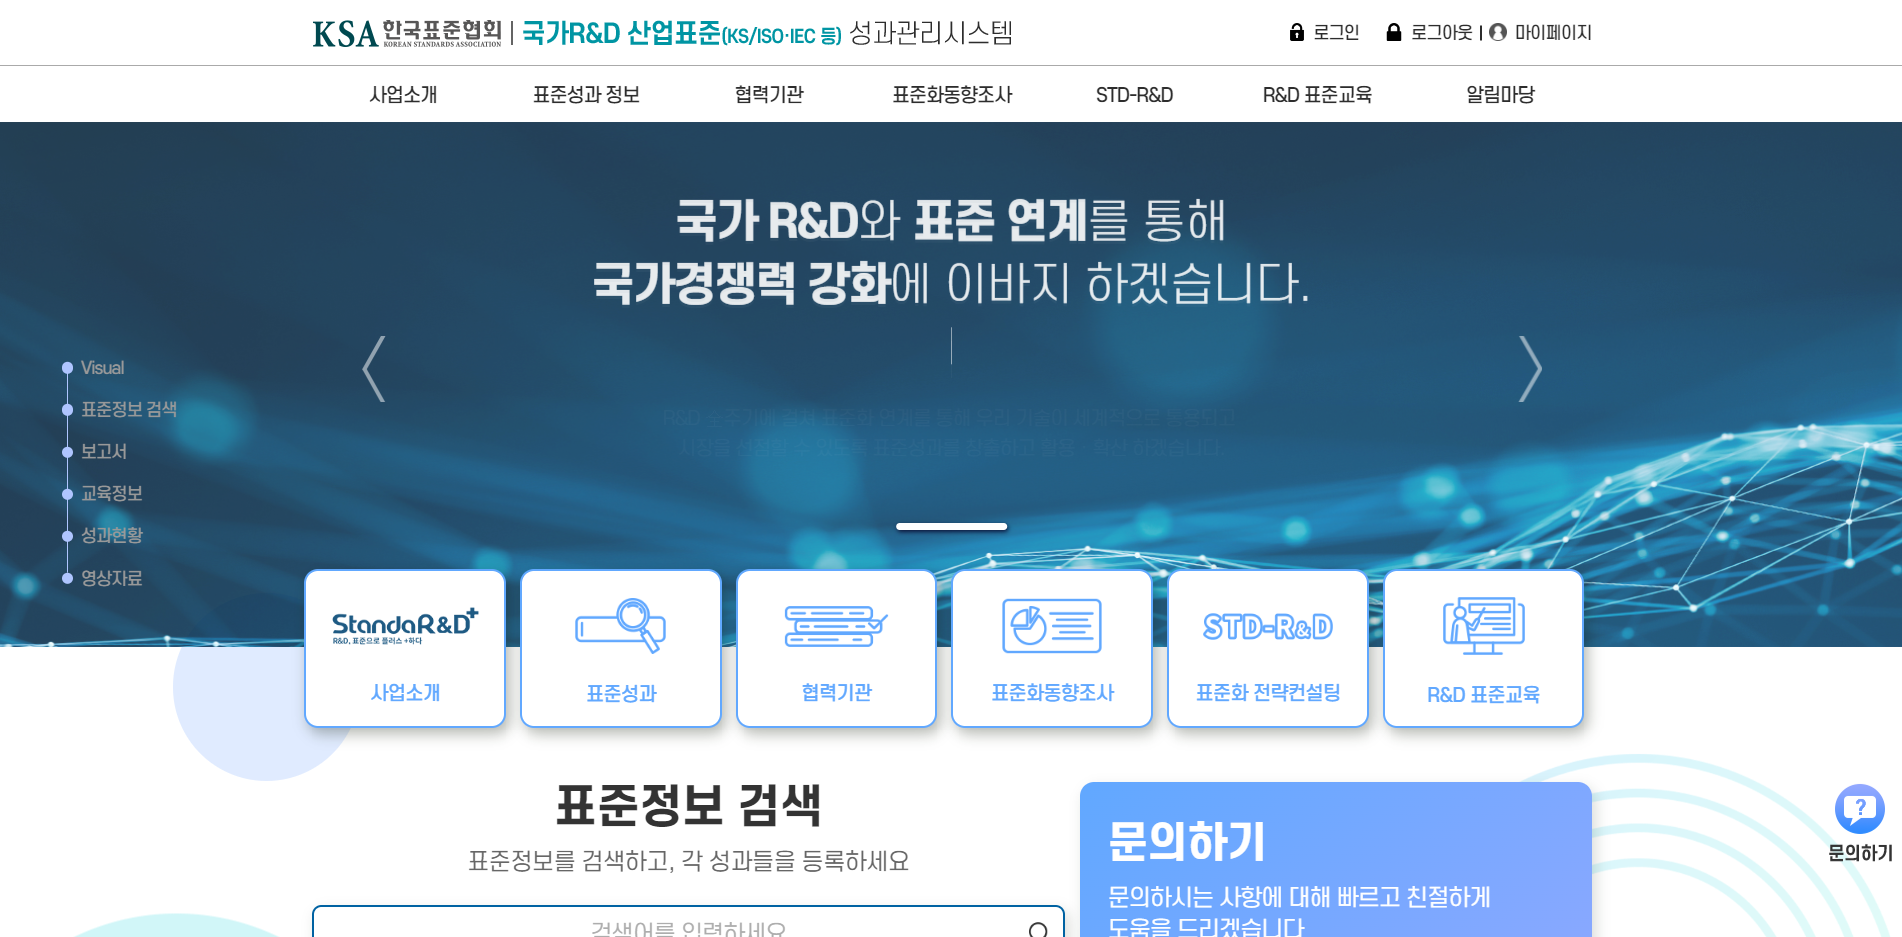 KSA 한국표준협회 KOREAN STANDARDS ASSOCIATION | 국가R&D 산업표준(KS/ISO·IEC 등) 성과관리시스템
로그인 로그아웃 | 마이페이지
사업소개 표준성과 정보 협력기관 표준화동향조사 STD-R&D R&D 표준교육 알림마당
국가 R&D와 표준 연계를 통해
국가경쟁력 강화에 이바지 하겠습니다.
R&D 전주기에 걸쳐 표준화 연계를 통해 우리 기술이 세계적으로 통용되고
시장을 선점할 수 있도록 표준성과를 창출하고 활용·확산 하겠습니다.
Visual
표준정보 검색
보고서
교육정보
성과현황
영상자료
StandaR&D+
R&D, 표준으로 플러스 +하다
사업소개
표준성과
협력기관
표준화동향조사
STD-R&D
표준화 전략컨설팅
R&D 표준교육
표준정보 검색
표준정보를 검색하고, 각 성과들을 등록하세요
검색어를 입력하세요
문의하기
문의하시는 사항에 대해 빠르고 친절하게
도움을 드리겠습니다
?
문의하기